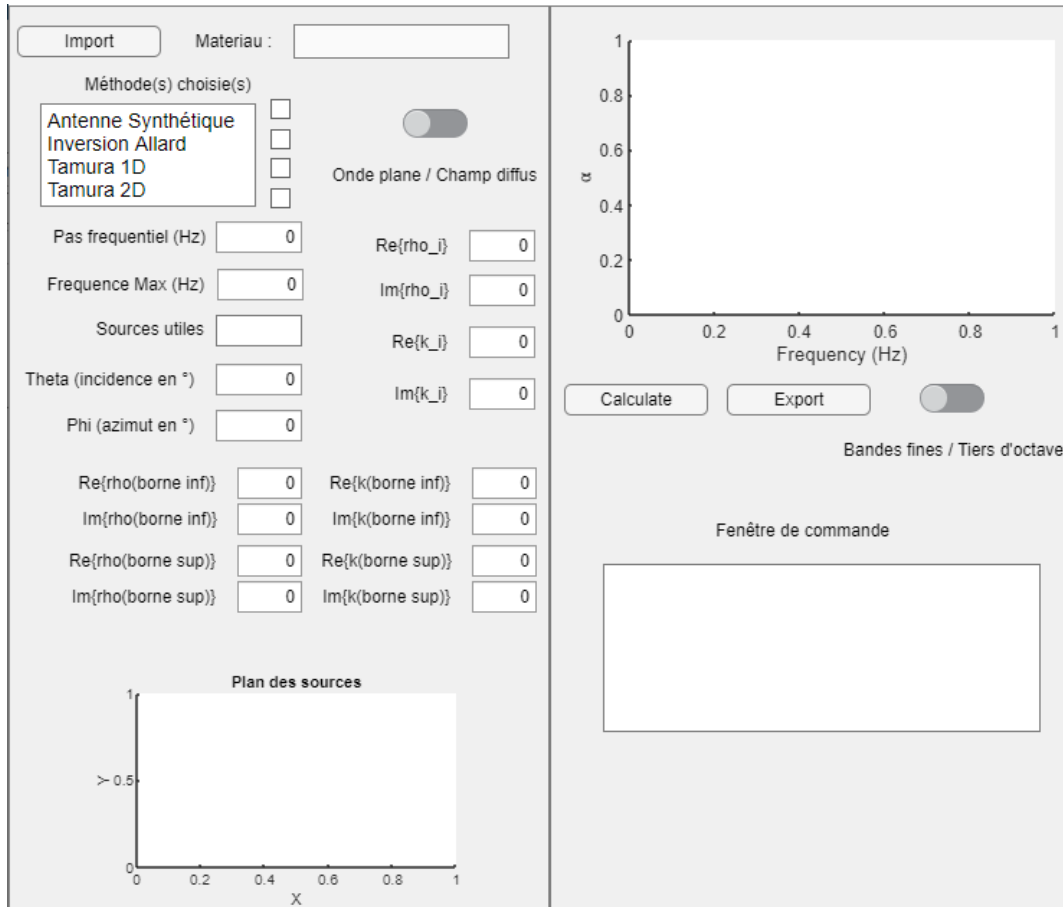 Import
Materiau :
Méthode(s) choisie(s)
Antenne Synthétique
Inversion Allard
Tamura 1D
Tamura 2D
Onde plane / Champ diffus
Pas frequentiel (Hz) 0
Frequence Max (Hz) 0
Sources utiles
Theta (incidence en °) 0
Phi (azimut en °) 0
Re{rho_i} 0
Im{rho_i} 0
Re{k_i} 0
Im{k_i} 0
Re{rho(borne inf)} 0 Re{k(borne inf)} 0
Im{rho(borne inf)} 0 Im{k(borne inf)} 0
Re{rho(borne sup)} 0 Re{k(borne sup)} 0
Im{rho(borne sup)} 0 Im{k(borne sup)} 0
Plan des sources
1
0.5
0
Y
0 0.2 0.4 0.6 0.8 1
X
1
0.8
0.6
0.4
0.2
0
α
0 0.2 0.4 0.6 0.8 1
Frequency (Hz)
Calculate
Export
Bandes fines / Tiers d'octave
Fenêtre de commande